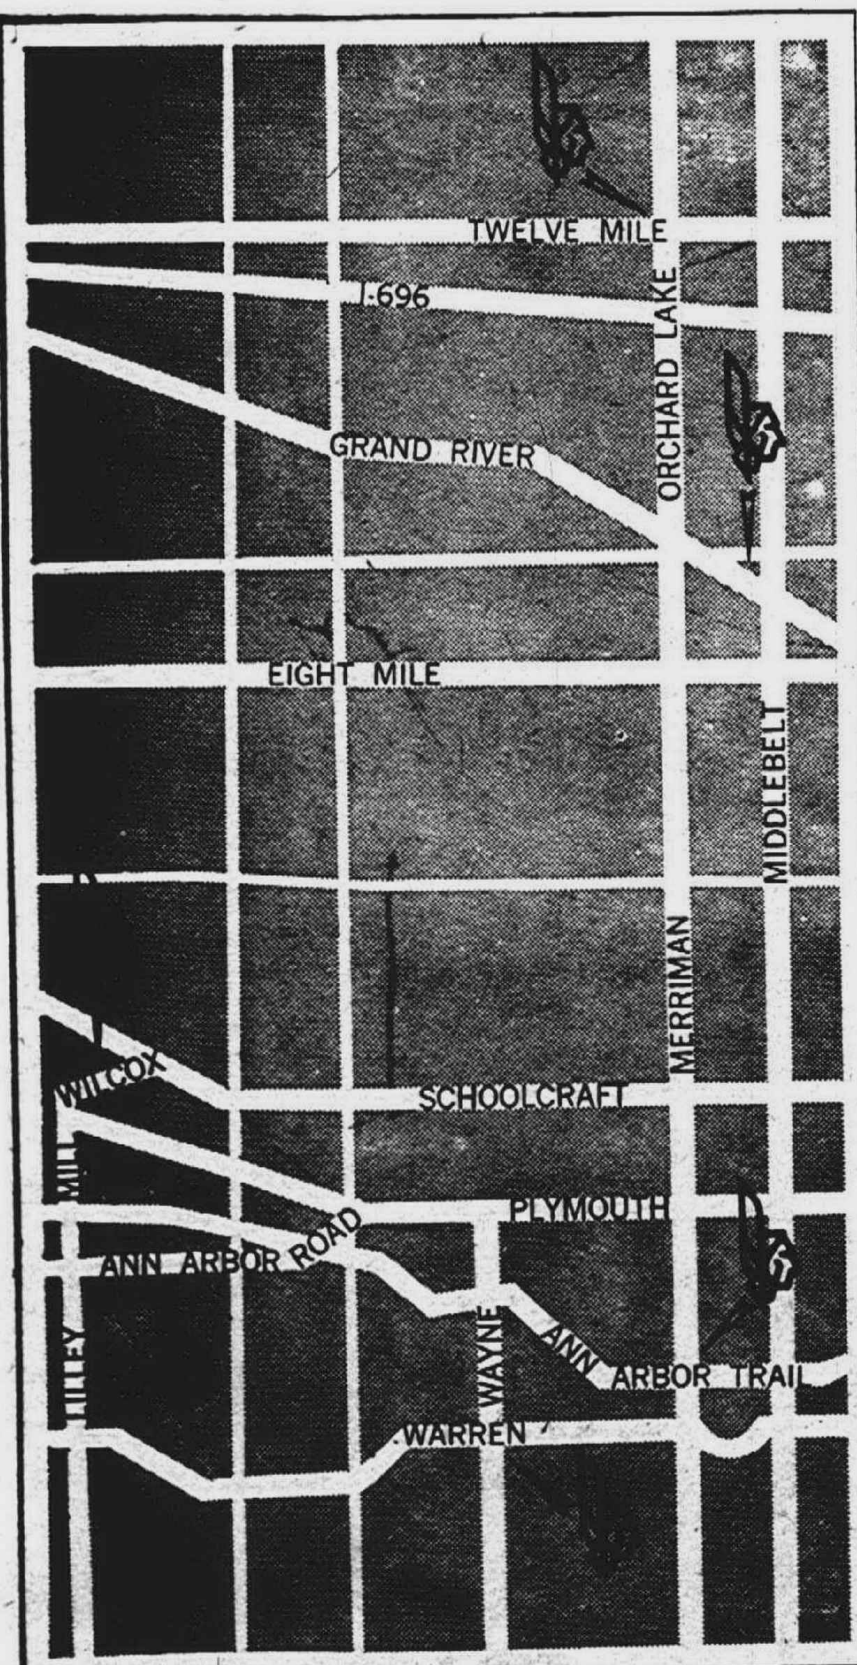 TWELVE MILE
I-696
ORCHARD LAKE
GRAND RIVER
EIGHT MILE
MIDDLEBELT
MERRIMAN
WILCOX
SCHOOLCRAFT
MILL
PLYMOUTH
ANN ARBOR ROAD
LILLEY
WAYNE
ANN ARBOR TRAIL
WARREN